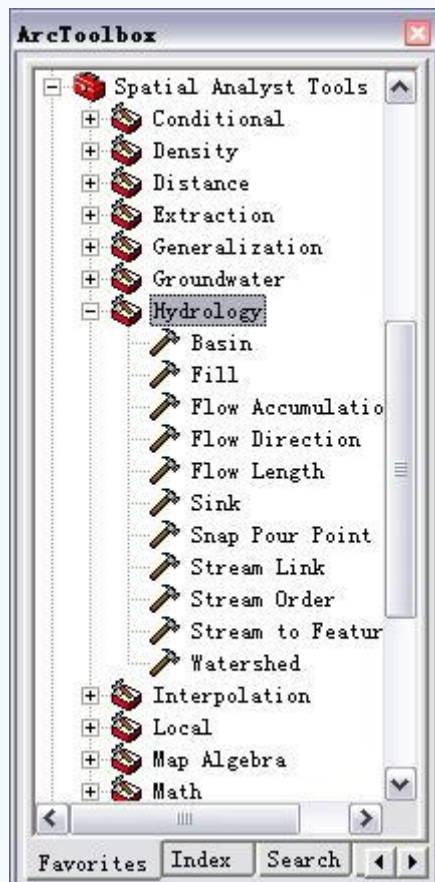 ArcToolbox
Spatial Analyst Tools
Conditional
Density
Distance
Extraction
Generalization
Groundwater
Hydrology
Basin
Fill
Flow Accumulatio
Flow Direction
Flow Length
Sink
Snap Pour Point
Stream Link
Stream Order
Stream to Featur
Watershed
Interpolation
Local
Map Algebra
Math
Favorites Index Search